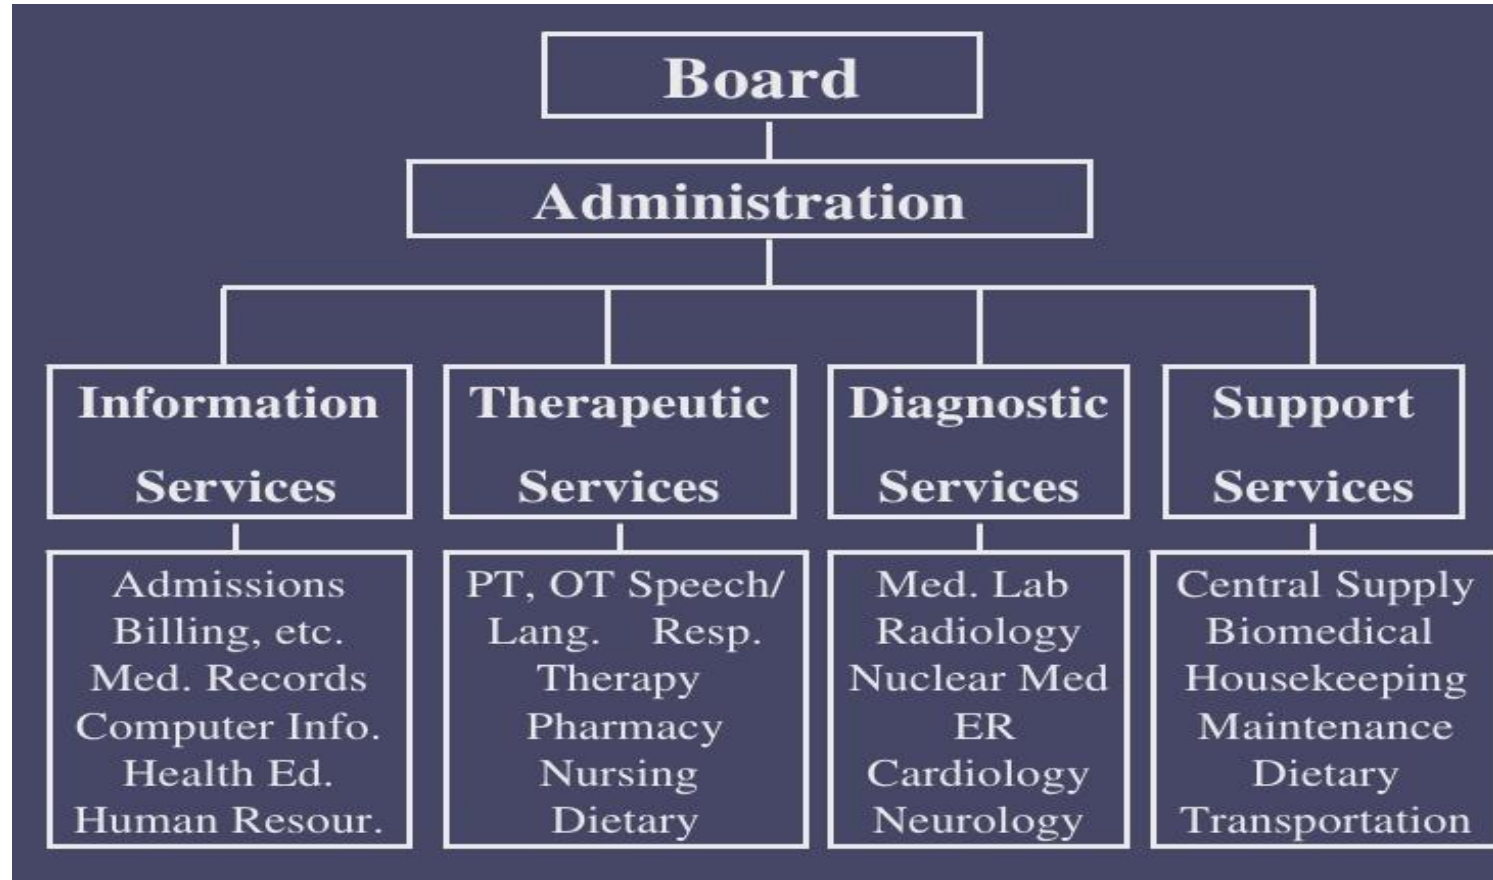 Board
Administration
Information
Services
Therapeutic
Services
Diagnostic
Services
Support
Services
Admissions
Billing, etc.
Med. Records
Computer Info.
Health Ed.
Human Resour.
PT, OT Speech/
Lang. Resp.
Therapy
Pharmacy
Nursing
Dietary
Med. Lab
Radiology
Nuclear Med
ER
Cardiology
Neurology
Central Supply
Biomedical
Housekeeping
Maintenance
Dietary
Transportation